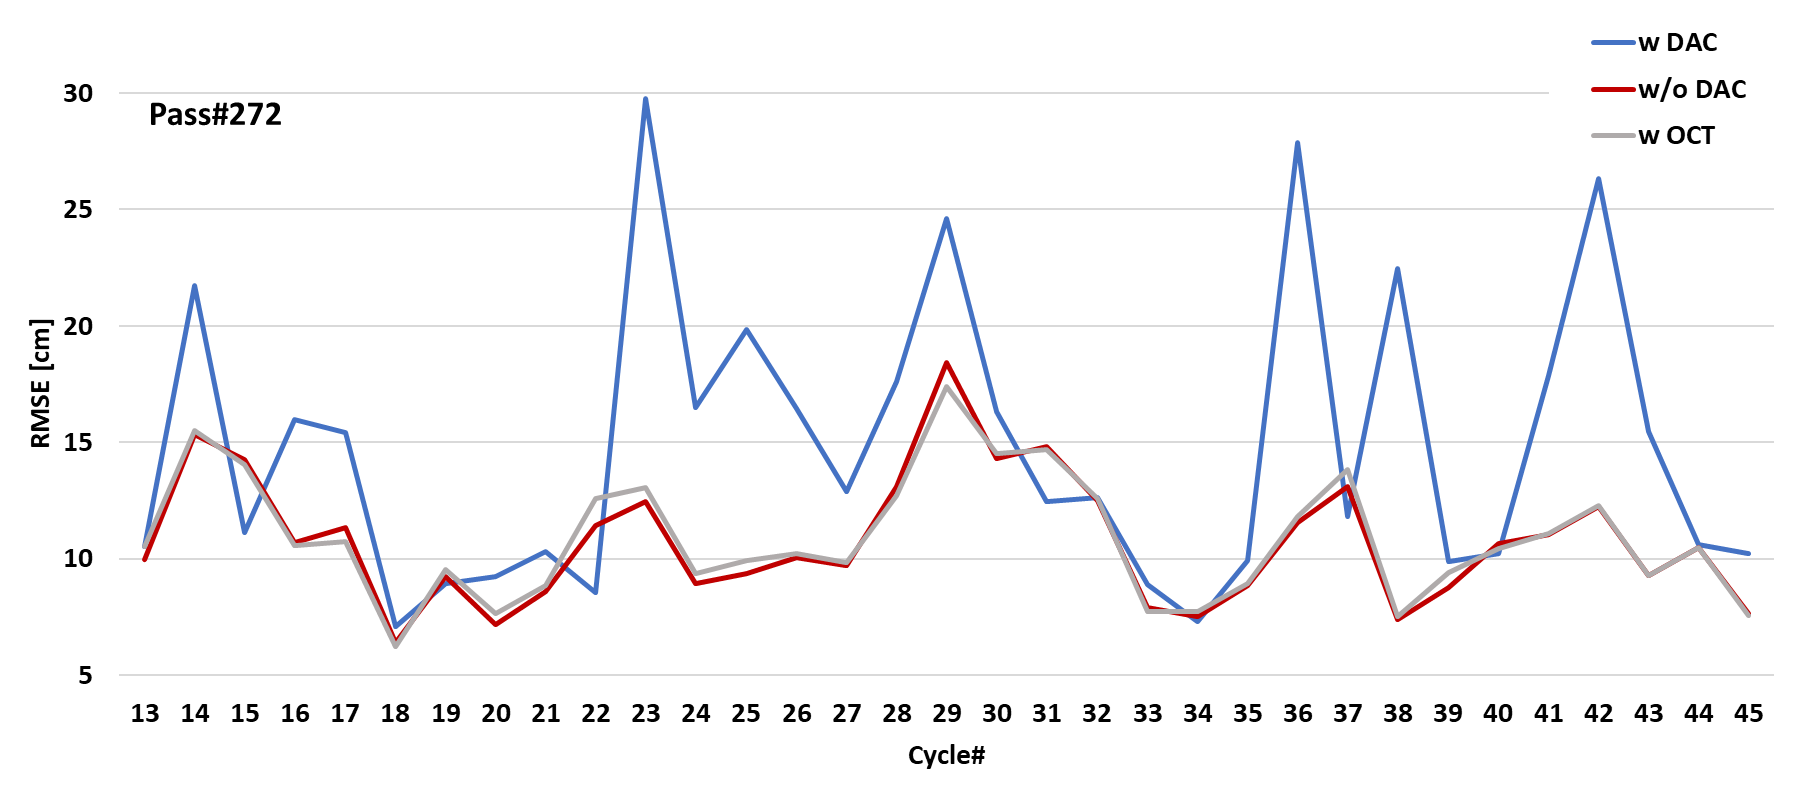 w DAC
w/o DAC
w OCT
Pass#272
RMSE [cm]
30
25
20
15
10
5
13 14 15 16 17 18 19 20 21 22 23 24 25 26 27 28 29 30 31 32 33 34 35 36 37 38 39 40 41 42 43 44 45
Cycle#